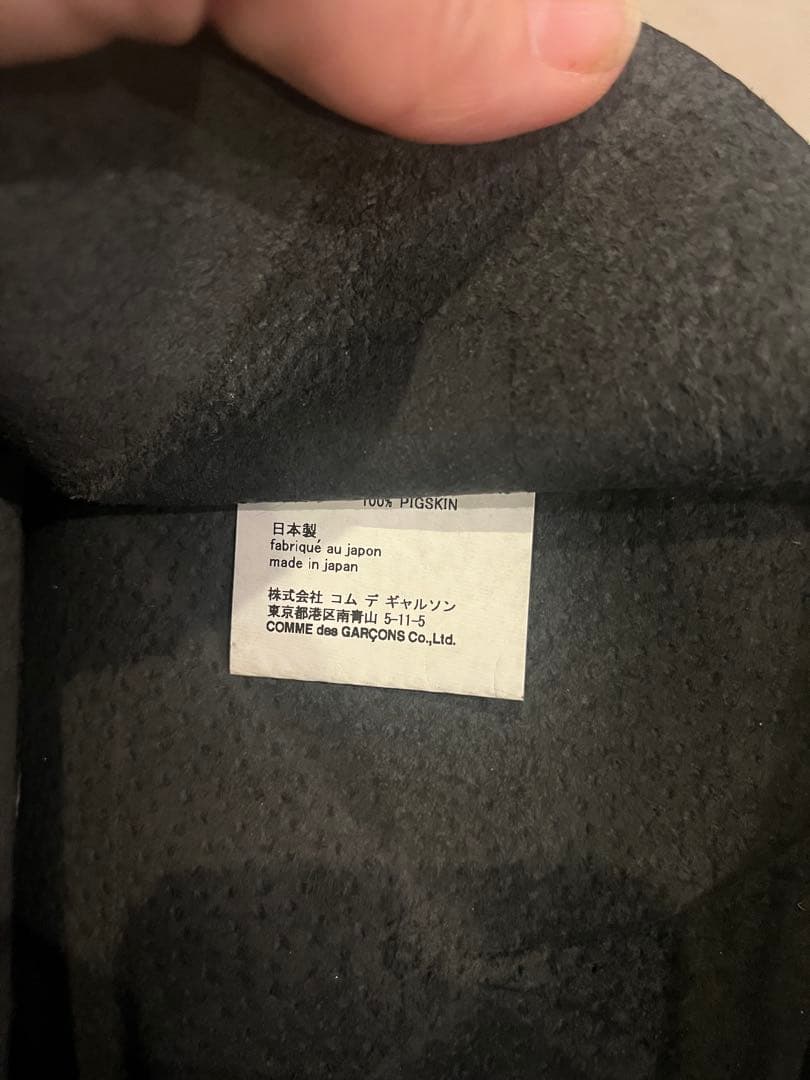 100% PIGSKIN
日本製
fabriqué au japon
made in japan
株式会社 コム デ ギャルソン
東京都港区南青山 5-11-5
COMME des GARÇONS Co.,Ltd.